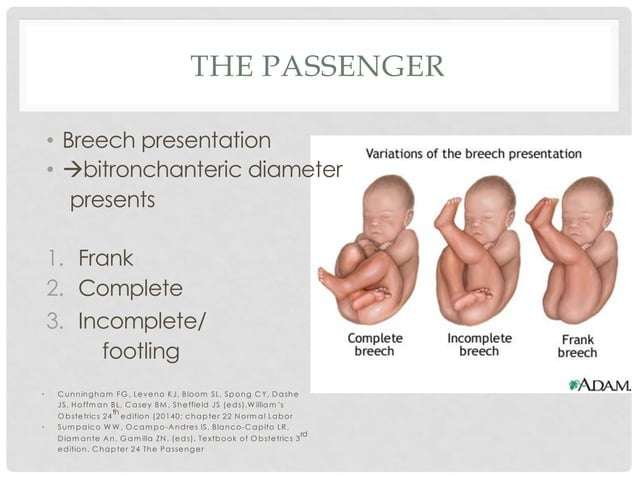 THE PASSENGER
• Breech presentation
• →bitronchanteric diameter
presents
1. Frank
2. Complete
3. Incomplete/
footling
Variations of the breech presentation
Complete
breech
Incomplete
breech
Frank
breech
ADAM.
• Cunningham FG, Leveno KJ, Bloom SL, Spong CY, Dashe
JS, Hoffman BL, Casey BM, Sheffield JS (eds).William's
Obstetrics 24th edition (20140; chapter 22 Normal Labor
• Sumpaico WW, Ocampo-Andres IS, Blanco-Capito LR,
Diamante An, Gamilla ZN. (eds). Textbook of Obstetrics 3rd
edition. Chapter 24 The Passenger